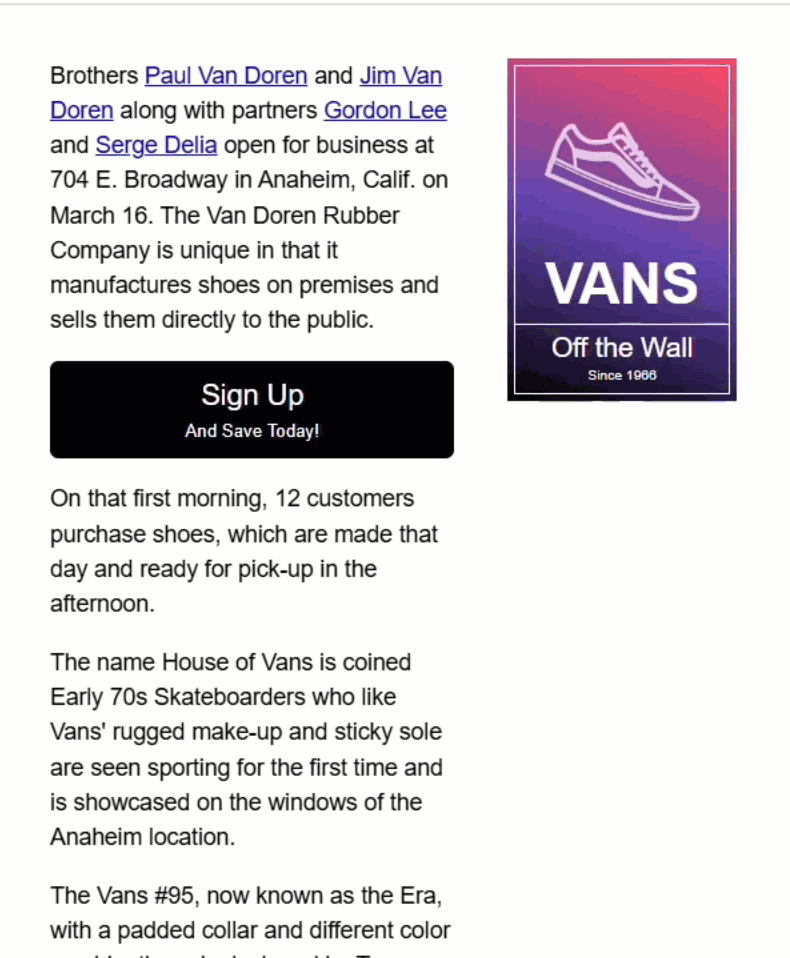 Brothers Paul Van Doren and Jim Van
Doren along with partners Gordon Lee
and Serge Delia open for business at
704 E. Broadway in Anaheim, Calif. on
March 16. The Van Doren Rubber
Company is unique in that it
manufactures shoes on premises and
sells them directly to the public.
Sign Up
And Save Today!
On that first morning, 12 customers
purchase shoes, which are made that
day and ready for pick-up in the
afternoon.
The name House of Vans is coined
Early 70s Skateboarders who like
Vans' rugged make-up and sticky sole
are seen sporting for the first time and
is showcased on the windows of the
Anaheim location.
The Vans #95, now known as the Era,
with a padded collar and different color
VANS
Off the Wall
Since 1966